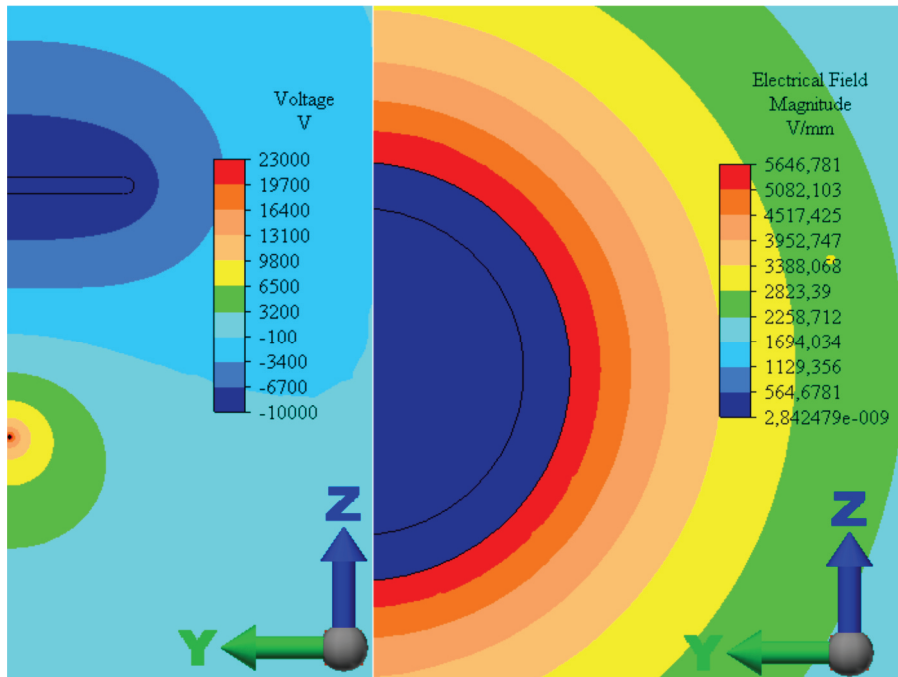 Voltage
V
23000
19700
16400
13100
9800
6500
3200
-100
-3400
-6700
-10000
Z
Y
Electrical Field
Magnitude
V/mm
5646,781
5082,103
4517,425
3952,747
3388,068
2823,39
2258,712
1694,034
1129,356
564,6781
2,842479e-009
Z
Y